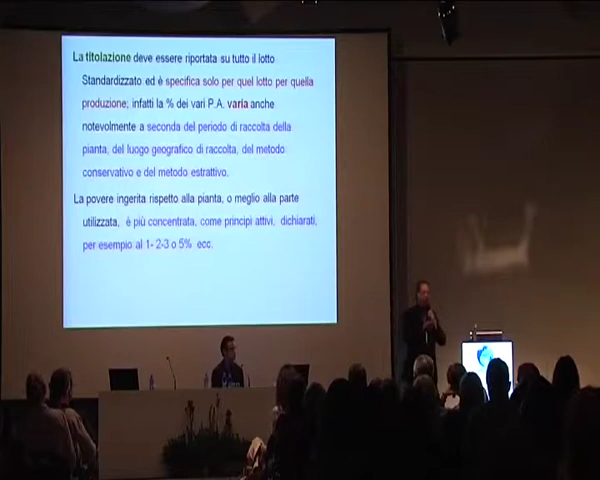 La titolazione deve essere riportata su tutto il lotto
Standardizzato ed è specifica solo per quel lotto per quella
produzione; infatti la % dei vari P.A. varia anche
notevolmente a seconda del periodo di raccolta della
pianta, del luogo geografico di raccolta, del metodo
conservativo e del metodo estrattivo.
La povere ingerita rispetto alla pianta, o meglio alla parte
utilizzata, è più concentrata, come principi attivi, dichiarati,
per esempio al 1- 2-3 o 5% ecc.